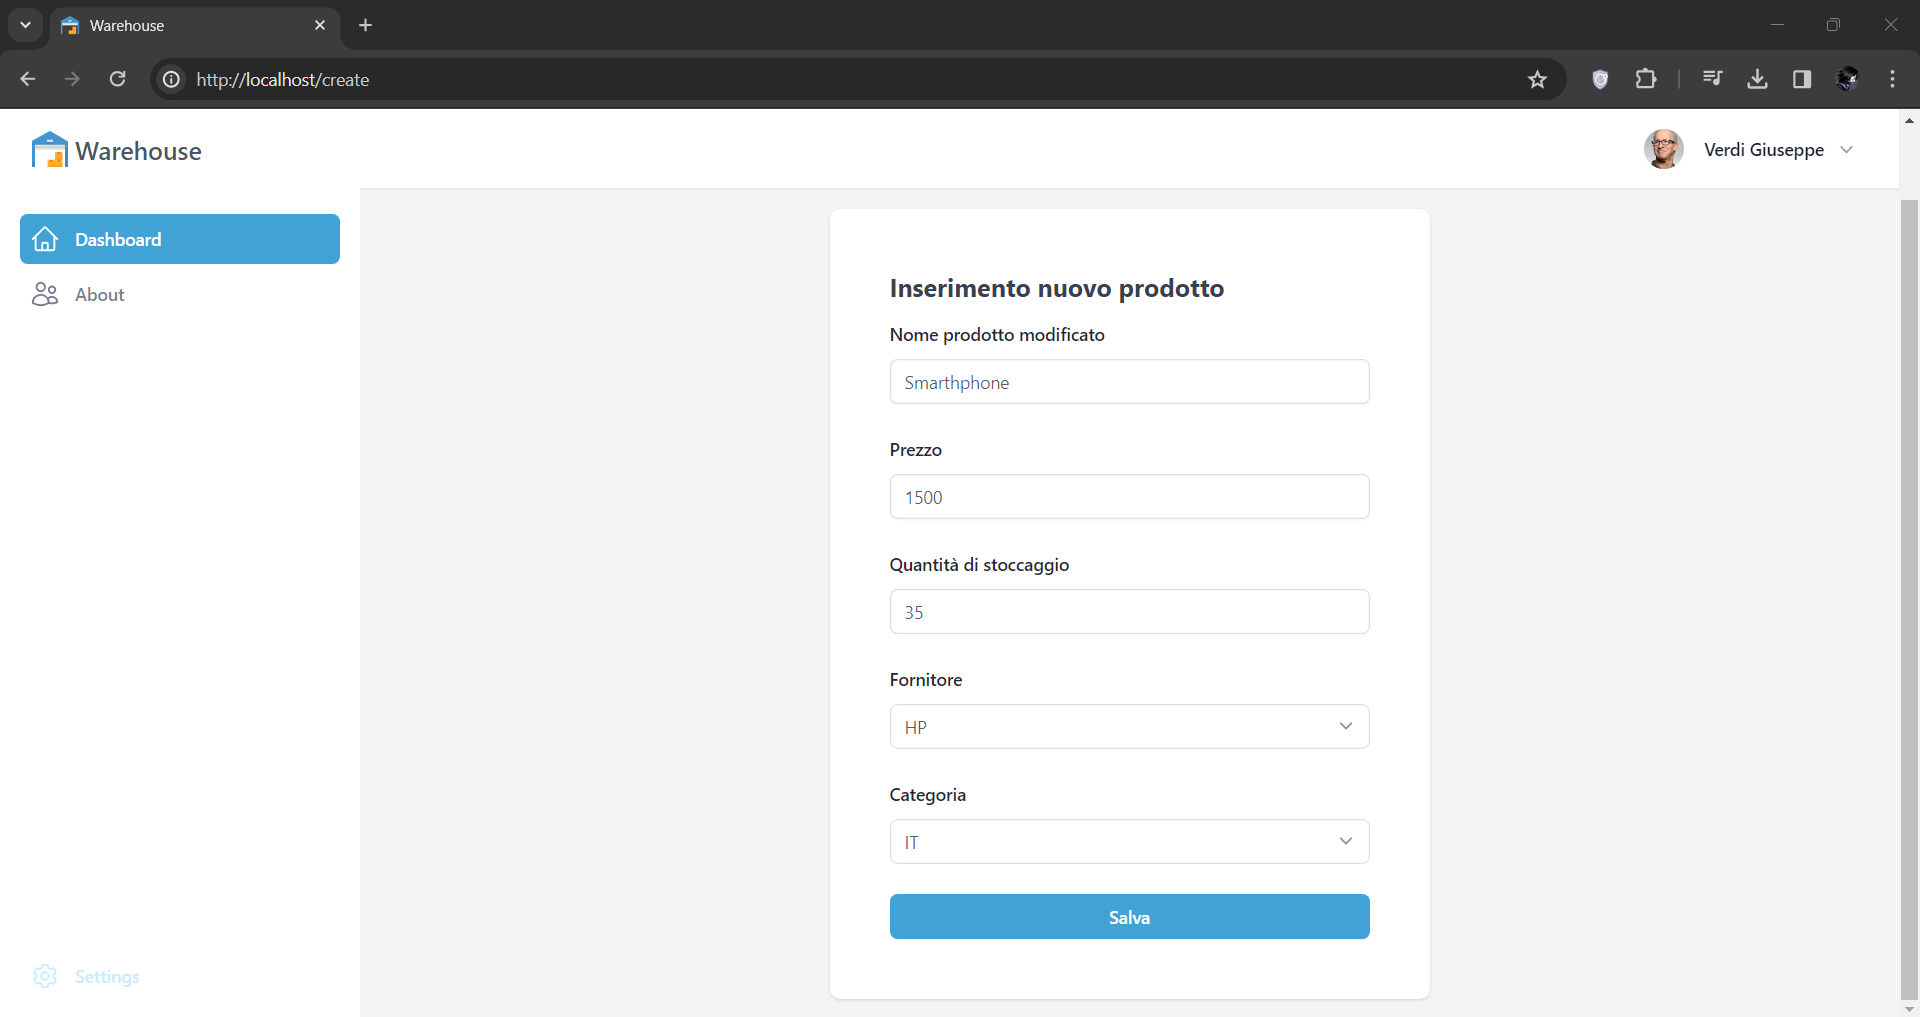 Warehouse
http://localhost/create
Warehouse
Verdi Giuseppe
Dashboard
About
Settings
Inserimento nuovo prodotto
Nome prodotto modificato
Smarthphone
Prezzo
1500
Quantità di stoccaggio
35
Fornitore
HP
Categoria
IT
Salva